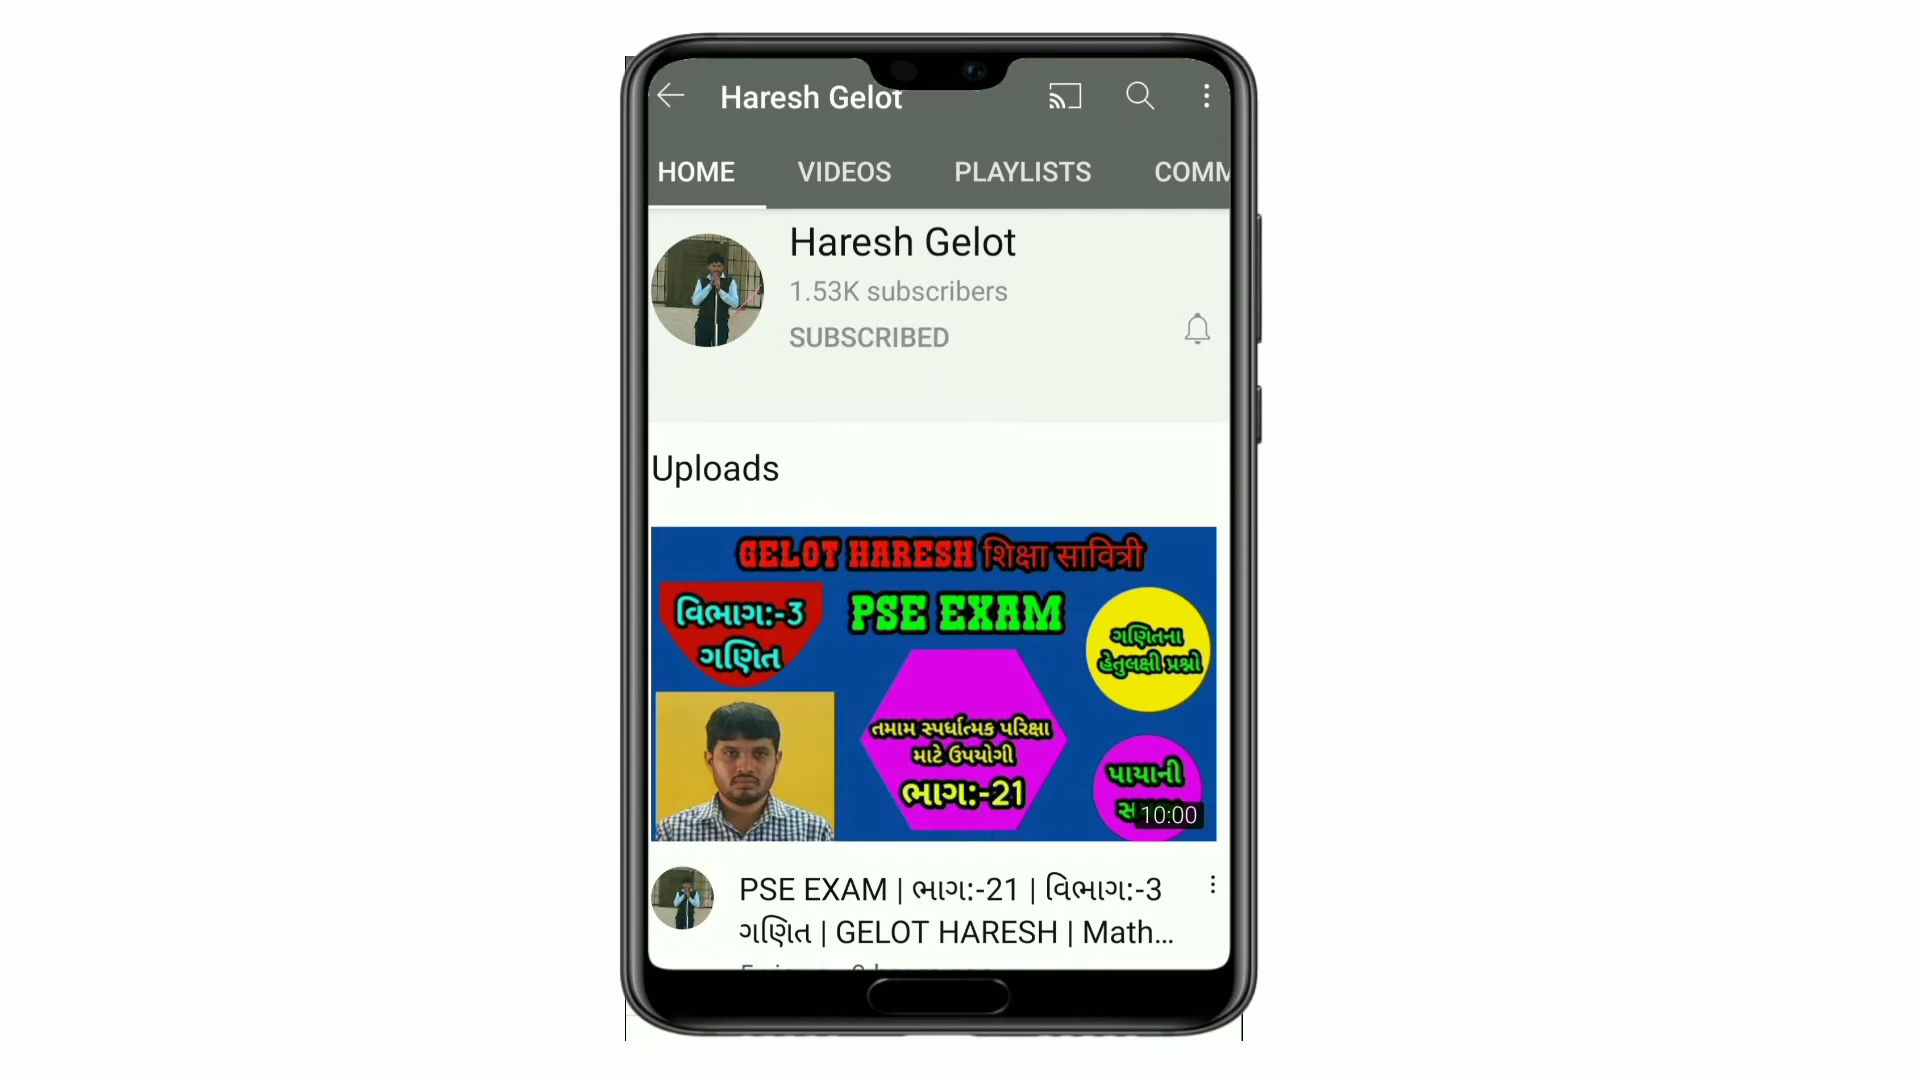 Haresh Gelot
HOME VIDEOS PLAYLISTS COMM
Haresh Gelot
1.53K subscribers
SUBSCRIBED
Uploads
GELOT HARESH शिक्षा सावित्री
વિભાગ:-3
ગણિત
PSE EXAM
ગણિતના
હેતુલક્ષી પ્રશ્નો
તમામ સ્પર્ધાત્મક પરિક્ષા
માટે ઉપયોગી
ભાગ:-21
પાયાની
10:00
PSE EXAM | ભાગ:-21 | વિભાગ:-3
ગણિત | GELOT HARESH | Math...